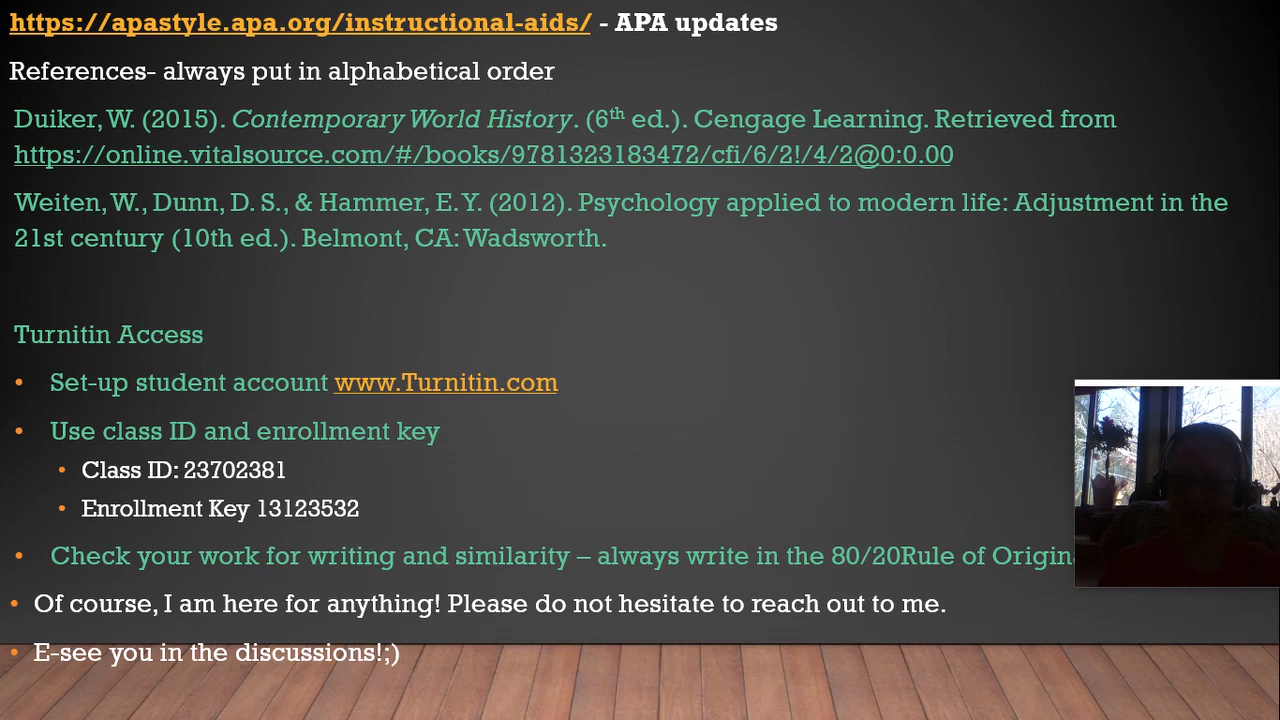 https://apastyle.apa.org/instructional-aids/ - APA updates
References- always put in alphabetical order
Duiker, W. (2015). Contemporary World History. (6th ed.). Cengage Learning. Retrieved from
https://online.vitalsource.com/#/books/9781323183472/cfi/6/2!/4/2@0:0.00
Weiten, W., Dunn, D. S., & Hammer, E. Y. (2012). Psychology applied to modern life: Adjustment in the
21st century (10th ed.). Belmont, CA: Wadsworth.
Turnitin Access
• Set-up student account www.Turnitin.com
• Use class ID and enrollment key
• Class ID: 23702381
• Enrollment Key 13123532
• Check your work for writing and similarity – always write in the 80/20Rule of
• Of course, I am here for anything! Please do not hesitate to reach out to me.
• E-see you in the discussions!;)